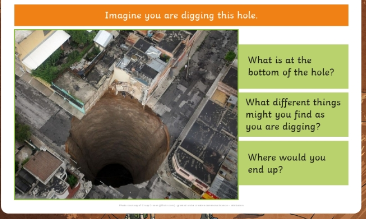 Imagine you are digging this hole.
What is at the
bottom of the hole?
What different things
might you find as
you are digging?
Where would you
end up?